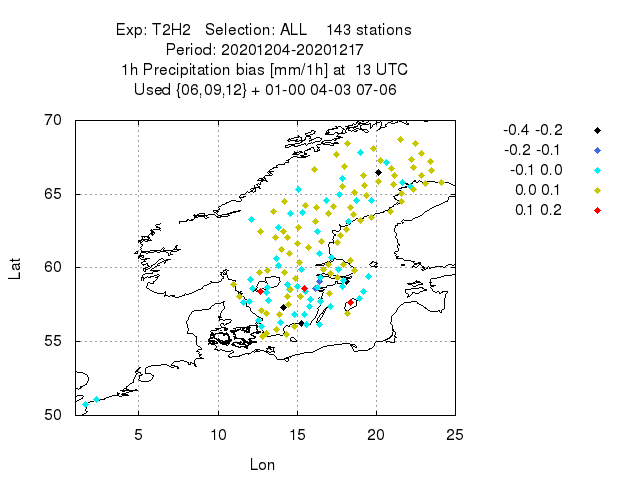 Exp: T2H2   Selection: ALL    143 stations
Period: 20201204-20201217
1h Precipitation bias [mm/1h] at  13 UTC
Used {06,09,12} + 01-00 04-03 07-06
-0.4 -0.2
-0.2 -0.1
-0.1 0.0
0.0 0.1
0.1 0.2
70
65
60
55
50
Lat
5 10 15 20 25
Lon